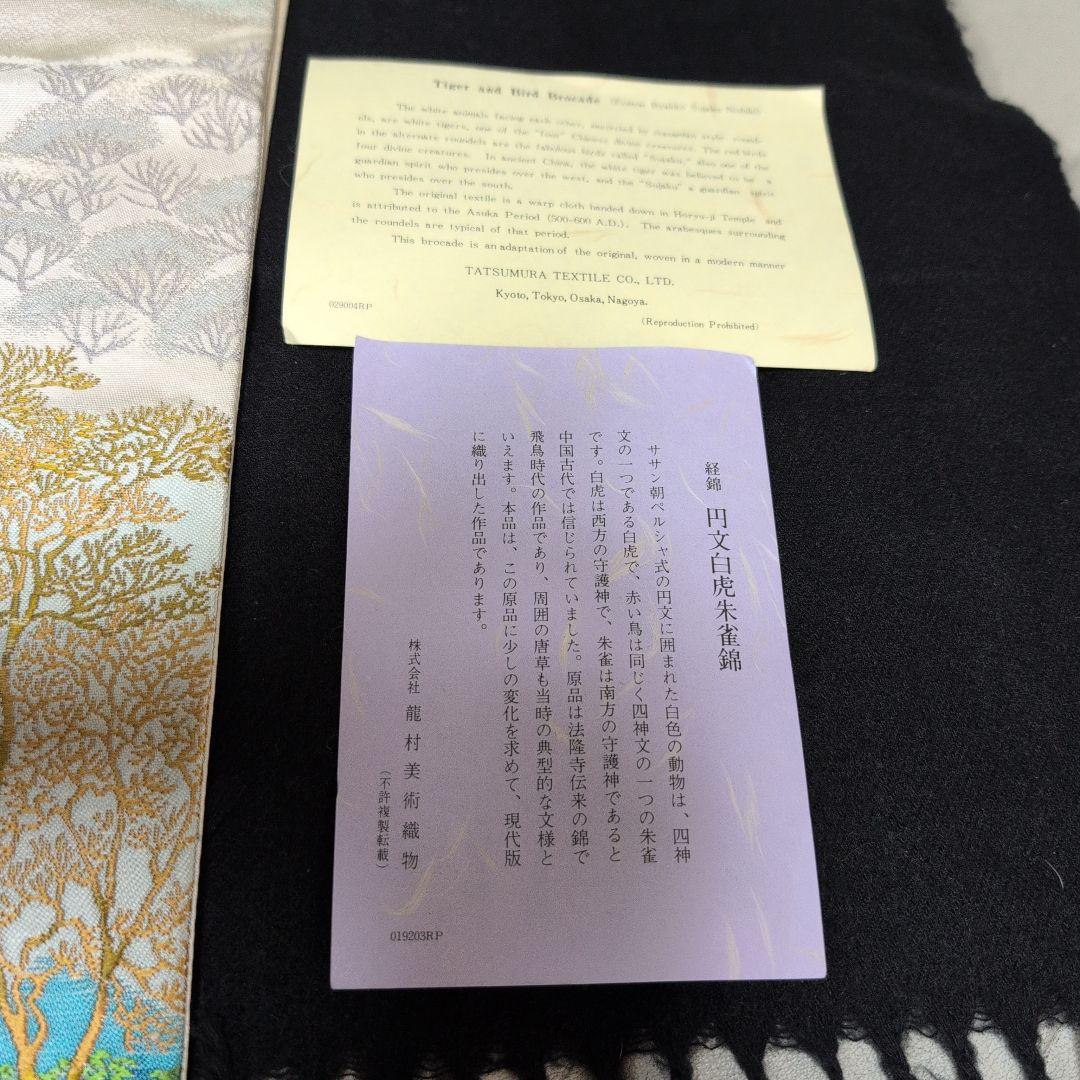 Tiger and Bird Brocade
The white animals facing each other, encircled by Sassanian style round-
els, are white tigers, one of the "four" Chinese divine creatures. The red birds
in the alternate roundels are the fabulous birds called "Sujaku" also one of the
four divine creatures. In ancient China, the white tiger was believed to be a
guardian spirit who presides over the west, and the "Sujaku" a guardian spirit
who presides over the south.
The original textile is a warp cloth handed down in Horyu-ji Temple and
is attributed to the Asuka Period (500-600 A.D.). The arabesques surrounding
the roundels are typical of that period.
This brocade is an adaptation of the original, woven in a modern manner
TATSUMURA TEXTILE CO., LTD.
Kyoto, Tokyo, Osaka, Nagoya.
029004RP
(Reproduction Prohibited)
経錦 円文白虎朱雀錦
ササン朝ペルシャ式の円文に囲まれた白色の動物は、四神
文の一つである白虎で、赤い鳥は同じく四神文の一つの朱雀
です。白虎は西方の守護神で、朱雀は南方の守護神であると
中国古代では信じられていました。原品は法隆寺伝来の錦で
飛鳥時代の作品であり、周囲の唐草も当時の典型的な文様と
いえます。本品は、この原品に少しの変化を求めて、現代版
に織り出した作品であります。
株式会社 龍村美術織物
(不許複製転載)
019203RP